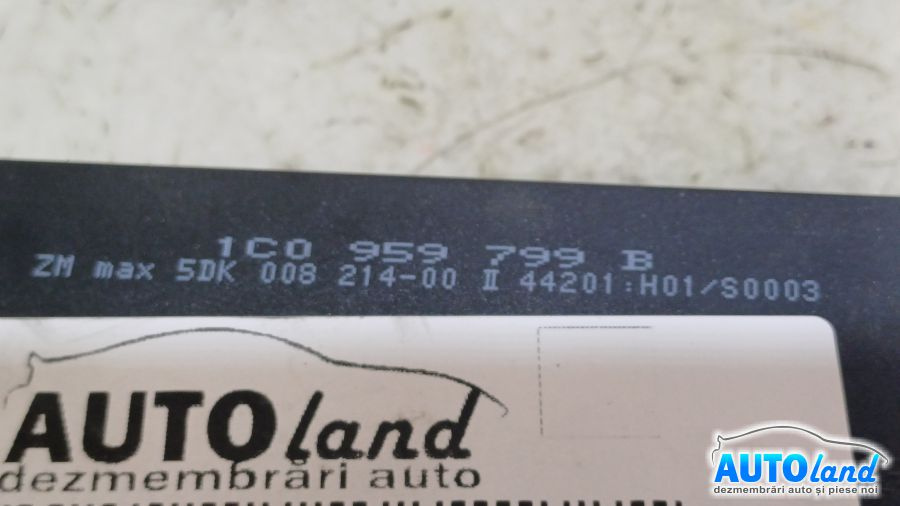 1C0 959 799 B
ZM max 5DK 008 214-00 II 44201:H01/S0003
AUTOland
dezmembrări auto
AUTOland
dezmembrări auto și piese noi